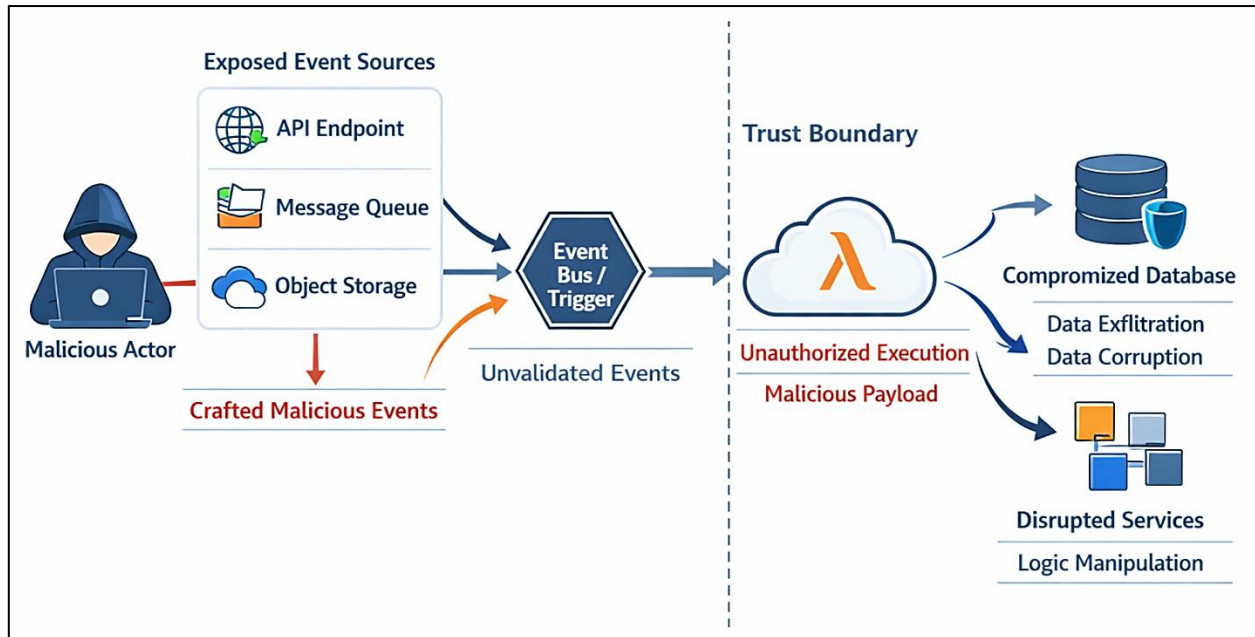 Exposed Event Sources
API Endpoint
Message Queue
Object Storage
Malicious Actor
Crafted Malicious Events
Event
Bus /
Trigger
Unvalidated Events
Trust Boundary
λ
Unauthorized Execution
Malicious Payload
Compromized Database
Data Exflitration
Data Corruption
Disrupted Services
Logic Manipulation